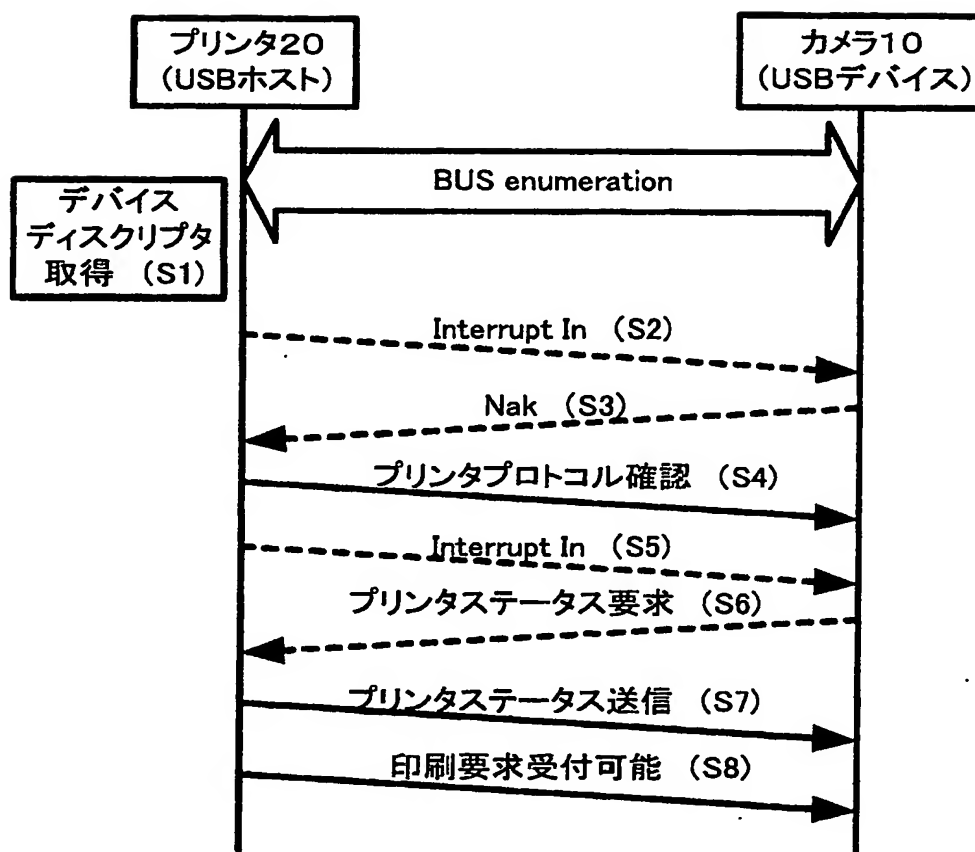 プリンタ20
（USBホスト）
カメラ10
（USBデバイス）
BUS enumeration
デバイス
ディスクリプタ
取得 （S1）
Interrupt In （S2）
Nak （S3）
プリンタプロトコル確認 （S4）
Interrupt In （S5）
プリンタステータス要求 （S6）
プリンタステータス送信 （S7）
印刷要求受付可能 （S8）